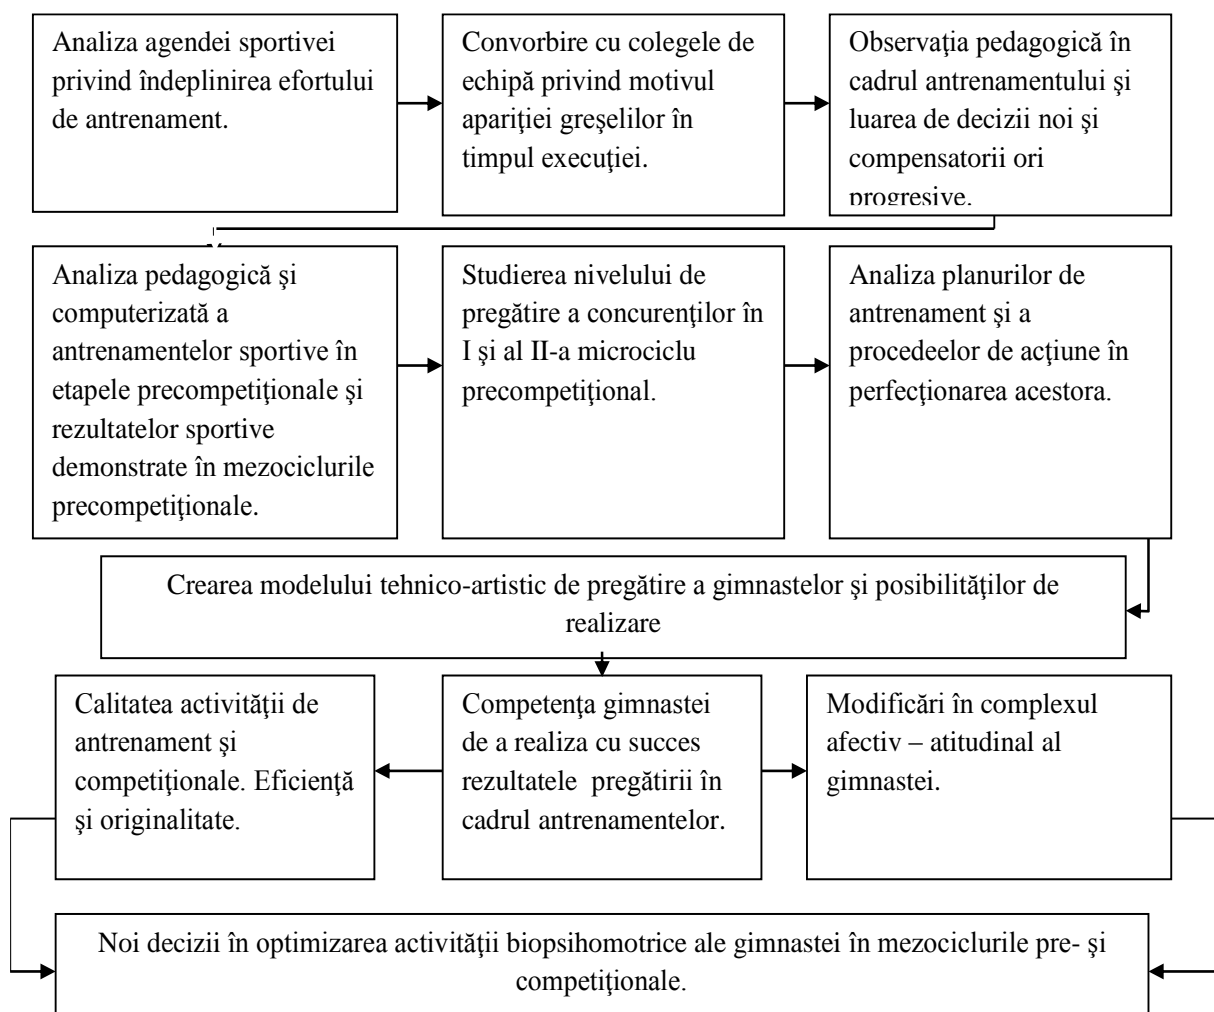 Analiza agendei sportivei
privind îndeplinirea efortului
de antrenament.
Convorbire cu colegele de
echipă privind motivul
apariţiei greşelilor în
timpul execuţiei.
Observaţia pedagogică în
cadrul antrenamentului şi
luarea de decizii noi şi
compensatorii ori
progresive.
Analiza pedagogică şi
computerizată a
antrenamentelor sportive în
etapele precompetiţionale şi
rezultatelor sportive
demonstrate în mezociclurile
precompetiţionale.
Studierea nivelului de
pregătire a concurenţilor în
I şi al II-a microciclu
precompetiţional.
Analiza planurilor de
antrenament şi a
procedeelor de acţiune în
perfecţionarea acestora.
Crearea modelului tehnico-artistic de pregătire a gimnastelor şi posibilităţilor de
realizare
Calitatea activităţii de
antrenament şi
competiţionale. Eficienţă
şi originalitate.
Competenţa gimnastei
de a realiza cu succes
rezultatele pregătirii în
cadrul antrenamentelor.
Modificări în complexul
afectiv – atitudinal al
gimnastei.
Noi decizii în optimizarea activităţii biopsihomotrice ale gimnastei în mezociclurile pre- şi
competiţionale.